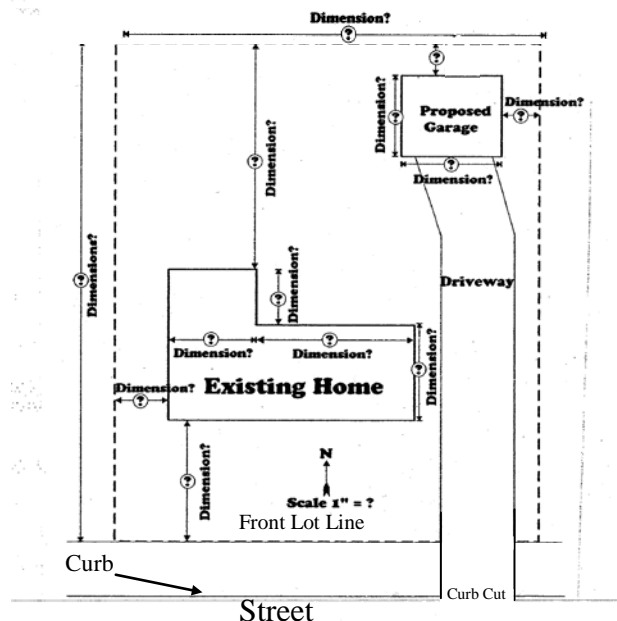 Dimension?
?
?
?
Dimension?
?
Proposed
Garage
Dimension?
?
?
Dimension?
?
Dimension?
Dimensions?
?
Driveway
Dimension?
?
?
?
Dimension?
Dimension?
?
Dimension?
Dimension?
?
Existing Home
?
Dimension?
N
Scale 1" = ?
Front Lot Line
Curb
Curb Cut
Street